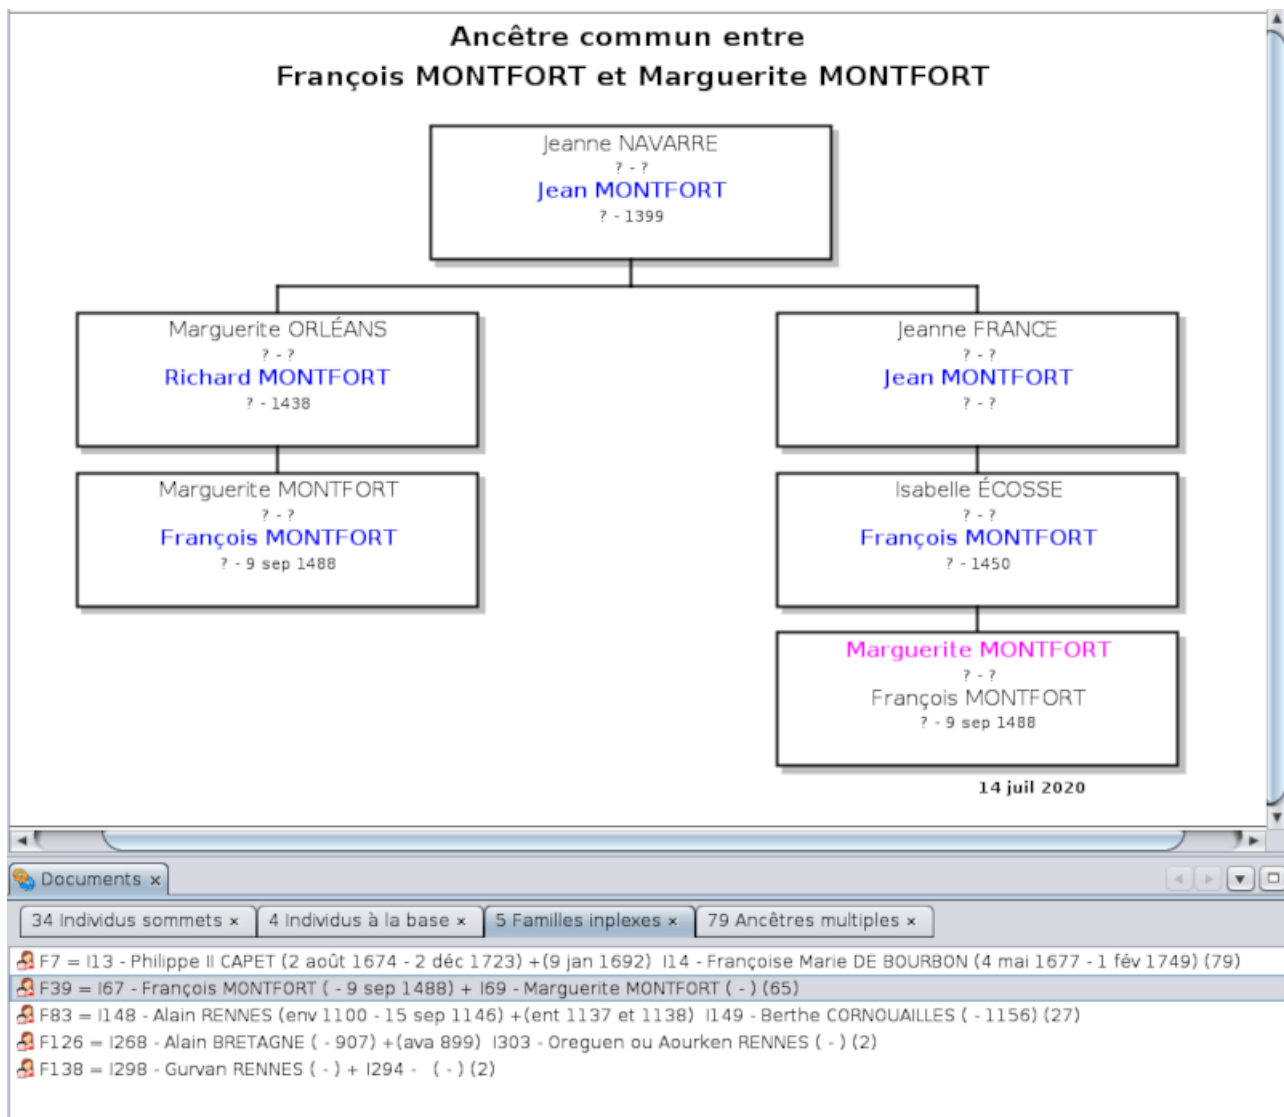 Ancêtre commun entre
François MONTFORT et Marguerite MONTFORT
Jeanne NAVARRE
? - ?
Jean MONTFORT
? - 1399
Marguerite ORLÉANS
? - ?
Richard MONTFORT
? - 1438
Jeanne FRANCE
? - ?
Jean MONTFORT
? - ?
Marguerite MONTFORT
? - ?
François MONTFORT
? - 9 sep 1488
Isabelle ÉCOSSE
? - ?
François MONTFORT
? - 1450
Marguerite MONTFORT
? - ?
François MONTFORT
? - 9 sep 1488
14 juil 2020
Documents ×
34 Individus sommets × 4 Individus à la base × 5 Familles inplexes × 79 Ancêtres multiples ×
F7 = I13 - Philippe II CAPET (2 août 1674 - 2 déc 1723) +(9 jan 1692) I14 - Françoise Marie DE BOURBON (4 mai 1677 - 1 fév 1749) (79)
F39 = I67 - François MONTFORT ( - 9 sep 1488) + I69 - Marguerite MONTFORT ( - ) (65)
F83 = I148 - Alain RENNES (env 1100 - 15 sep 1146) +(ent 1137 et 1138) I149 - Berthe CORNOUAILLES ( - 1156) (27)
F126 = I268 - Alain BRETAGNE ( - 907) +(ava 899) I303 - Oreguen ou Aourken RENNES ( - ) (2)
F138 = I298 - Gurvan RENNES ( - ) + I294 - ( - ) (2)